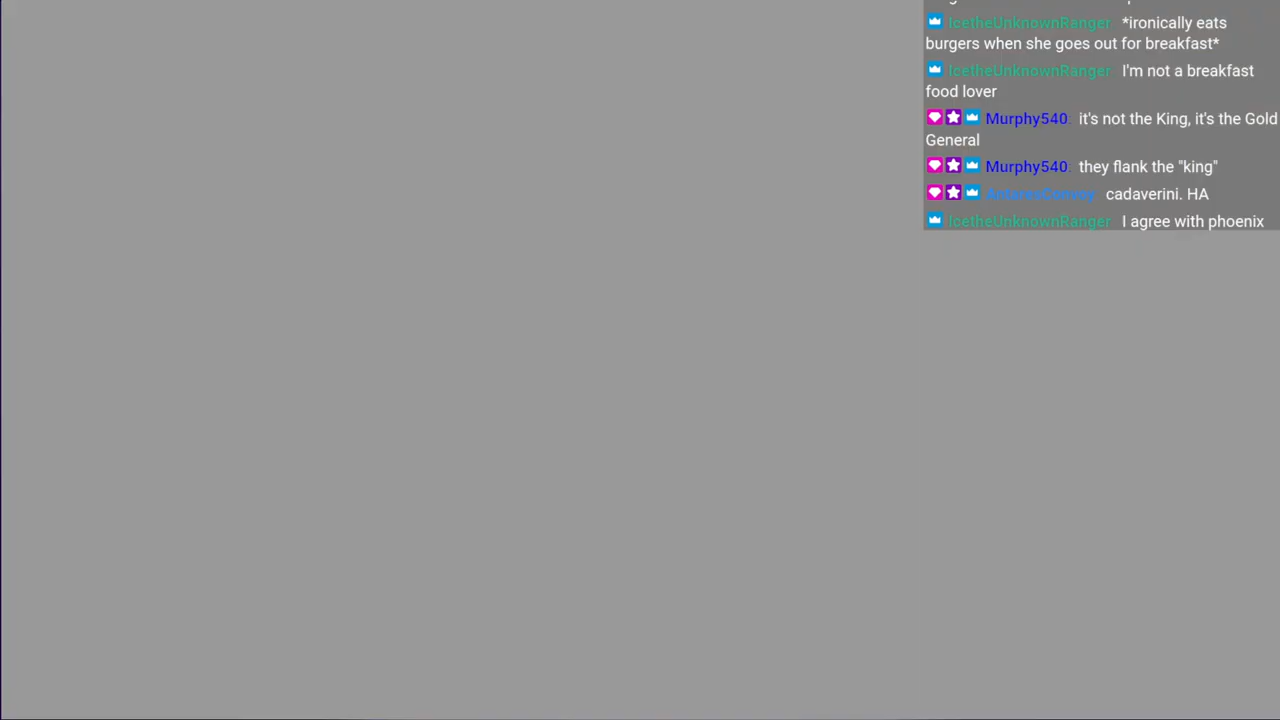 IcetheUnknownRanger *ironically eats
burgers when she goes out for breakfast*
IcetheUnknownRanger I'm not a breakfast
food lover
Murphy540. it's not the King, it's the Gold
General
Murphy540. they flank the "king"
cadaverini. HA
IcetheUnknownRanger I agree with phoenix